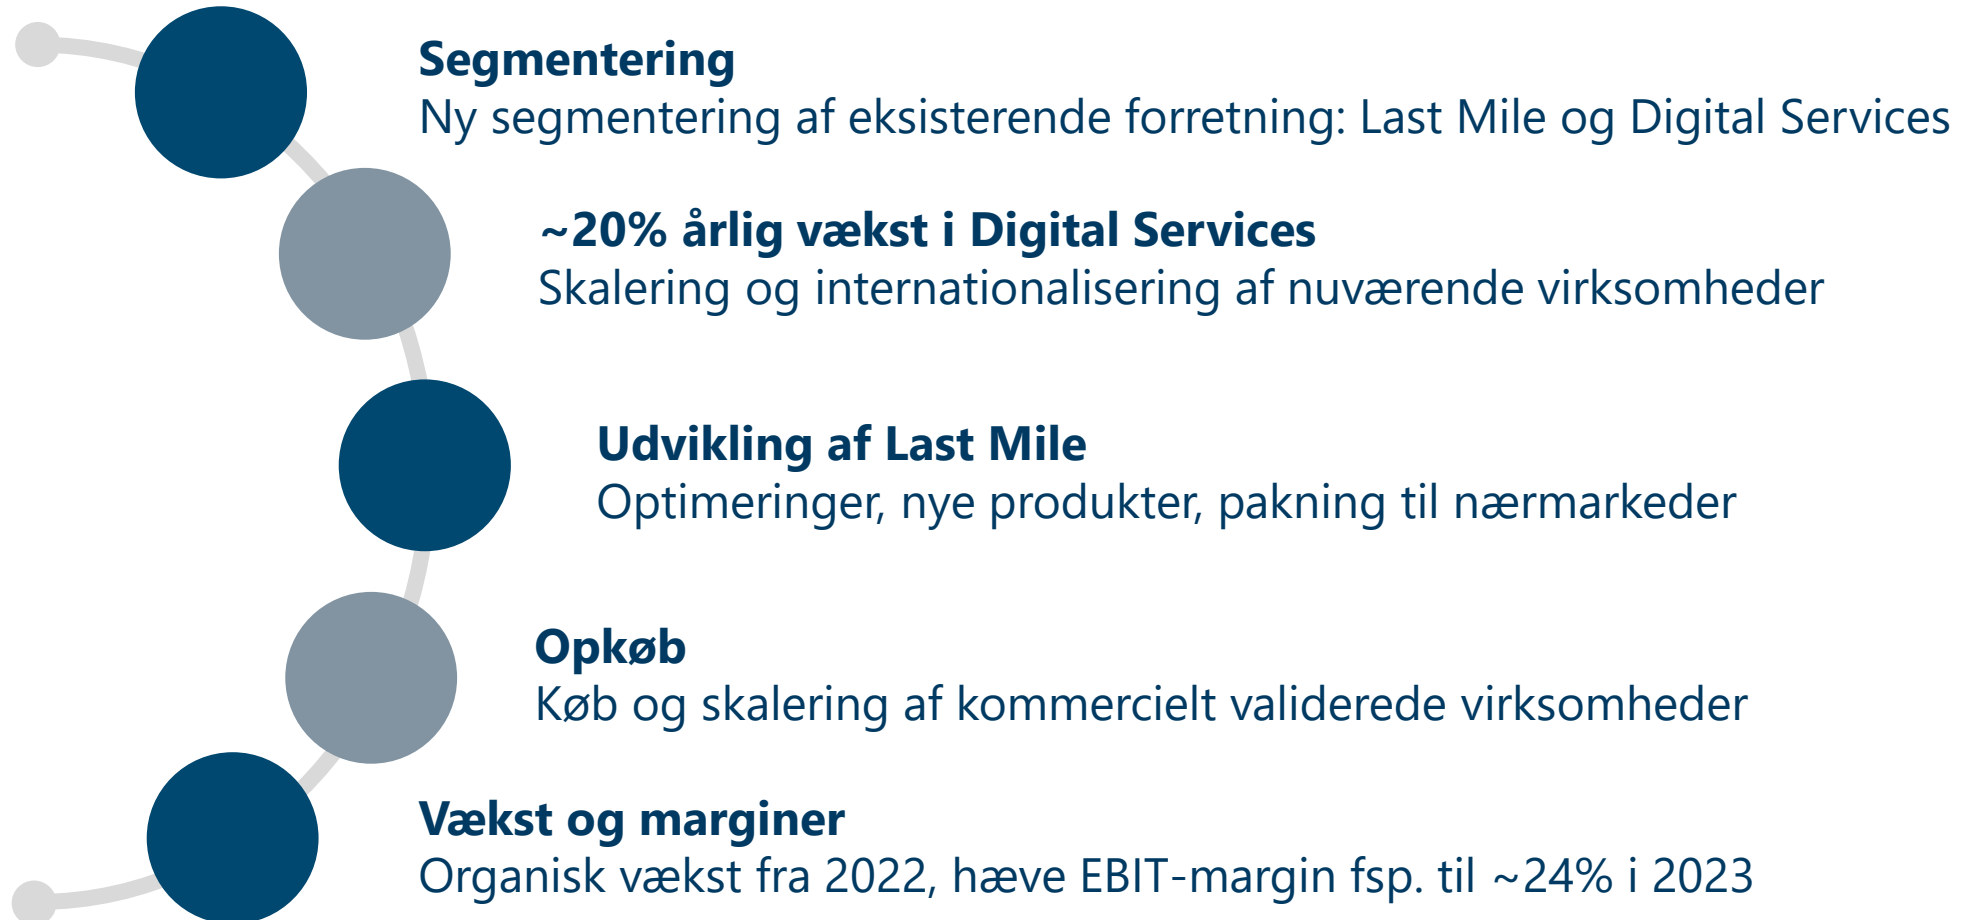 Segmentering
Ny segmentering af eksisterende forretning: Last Mile og Digital Services
~20% årlig vækst i Digital Services
Skalering og internationalisering af nuværende virksomheder
Udvikling af Last Mile
Optimeringer, nye produkter, pakning til nærmarkeder
Opkøb
Køb og skalering af kommercielt validerede virksomheder
Vækst og marginer
Organisk vækst fra 2022, hæve EBIT-margin fsp. til ~24% i 2023